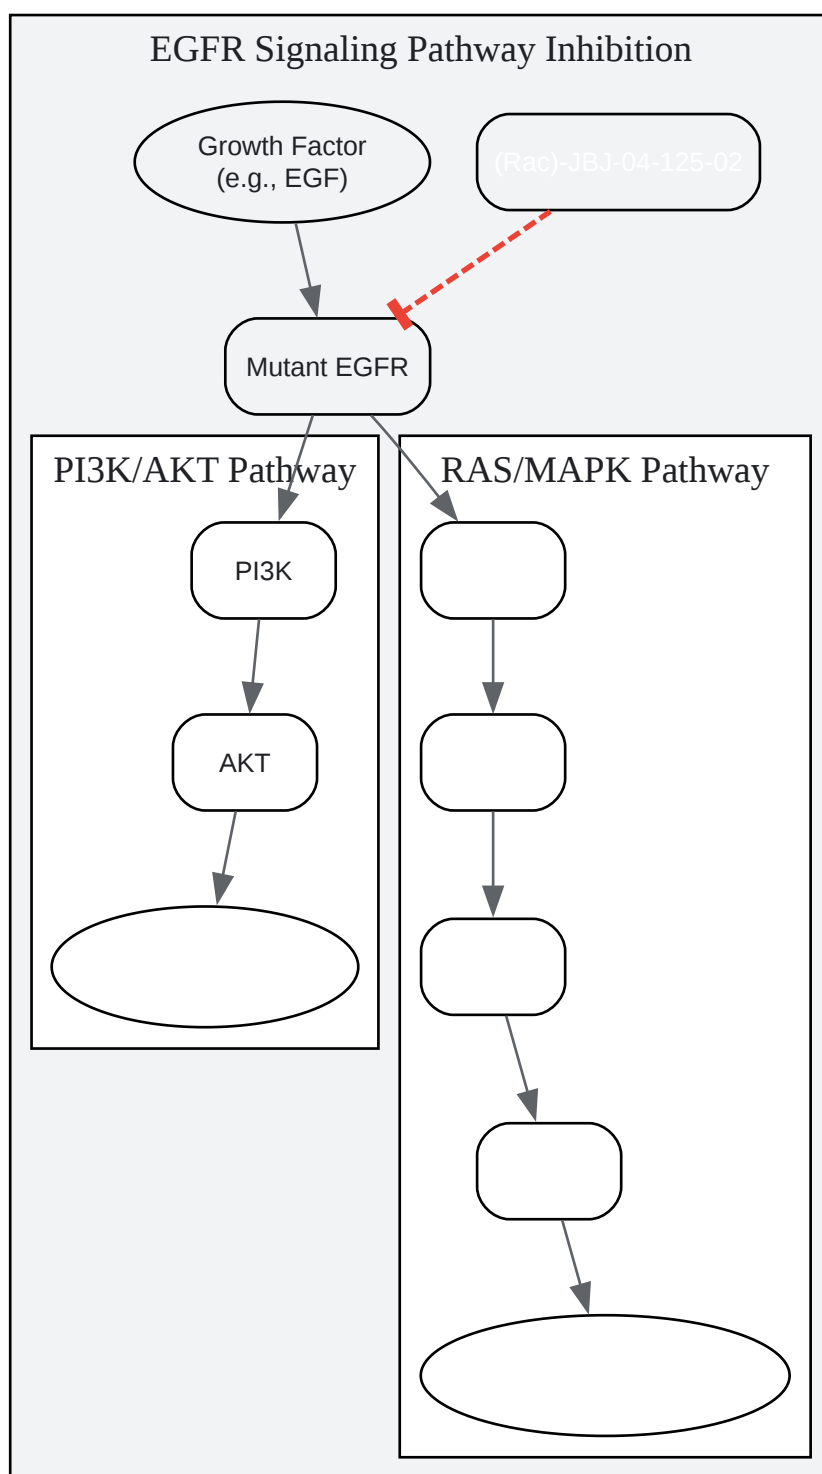 EGFR Signaling Pathway Inhibition
Growth Factor
(e.g., EGF)
(Rac)-JBJ-04-125-02
Mutant EGFR
PI3K/AKT Pathway
RAS/MAPK Pathway
PI3K
AKT